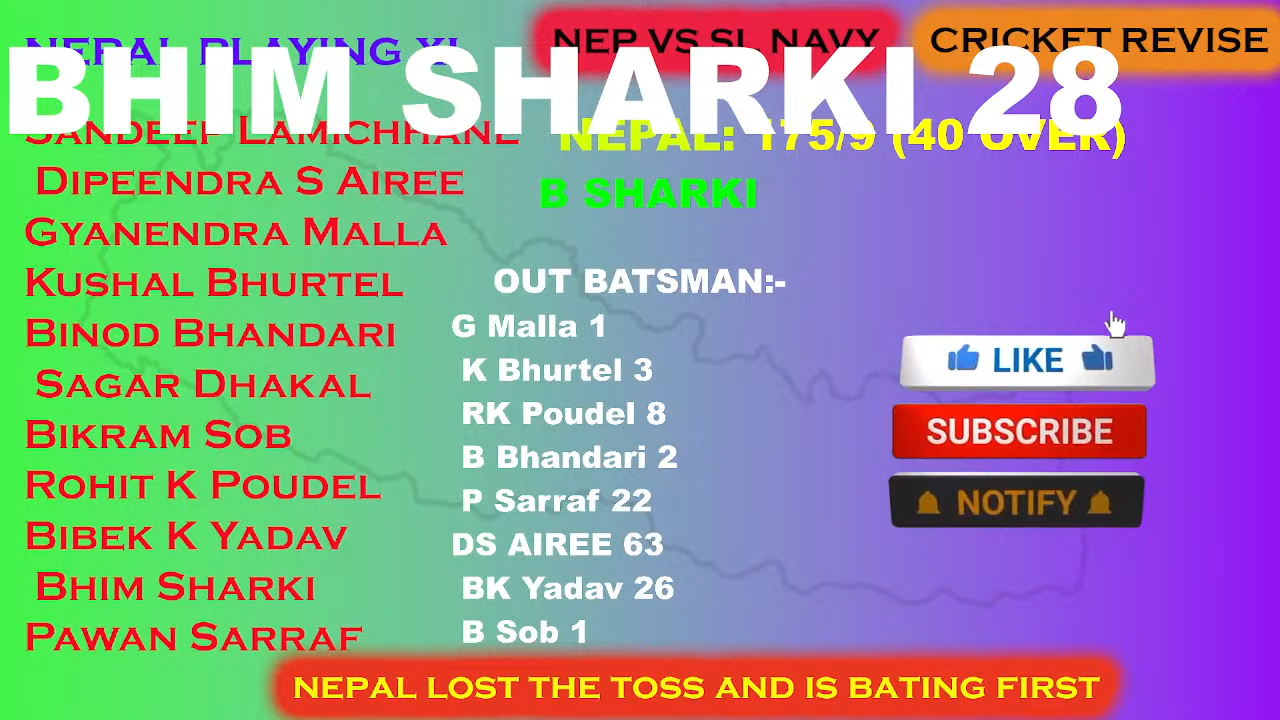 NEPAL PLAYING XI
NEP VS SL NAVY
CRICKET REVISE
BHIM SHARKI 28
SANDEEP LAMICHHANE
NEPAL: 175/9 (40 OVER)
DIPEENDRA S AIREE
B SHARKI
GYANENDRA MALLA
KUSHAL BHURTEL
OUT BATSMAN:-
BINOD BHANDARI
G Malla 1
SAGAR DHAKAL
K Bhurtel 3
BIKRAM SOB
RK Poudel 8
ROHIT K POUDEL
B Bhandari 2
BIBEK K YADAV
P Sarraf 22
BHIM SHARKI
DS AIREE 63
PAWAN SARRAF
BK Yadav 26
B Sob 1
LIKE
SUBSCRIBE
NOTIFY
NEPAL LOST THE TOSS AND IS BATING FIRST